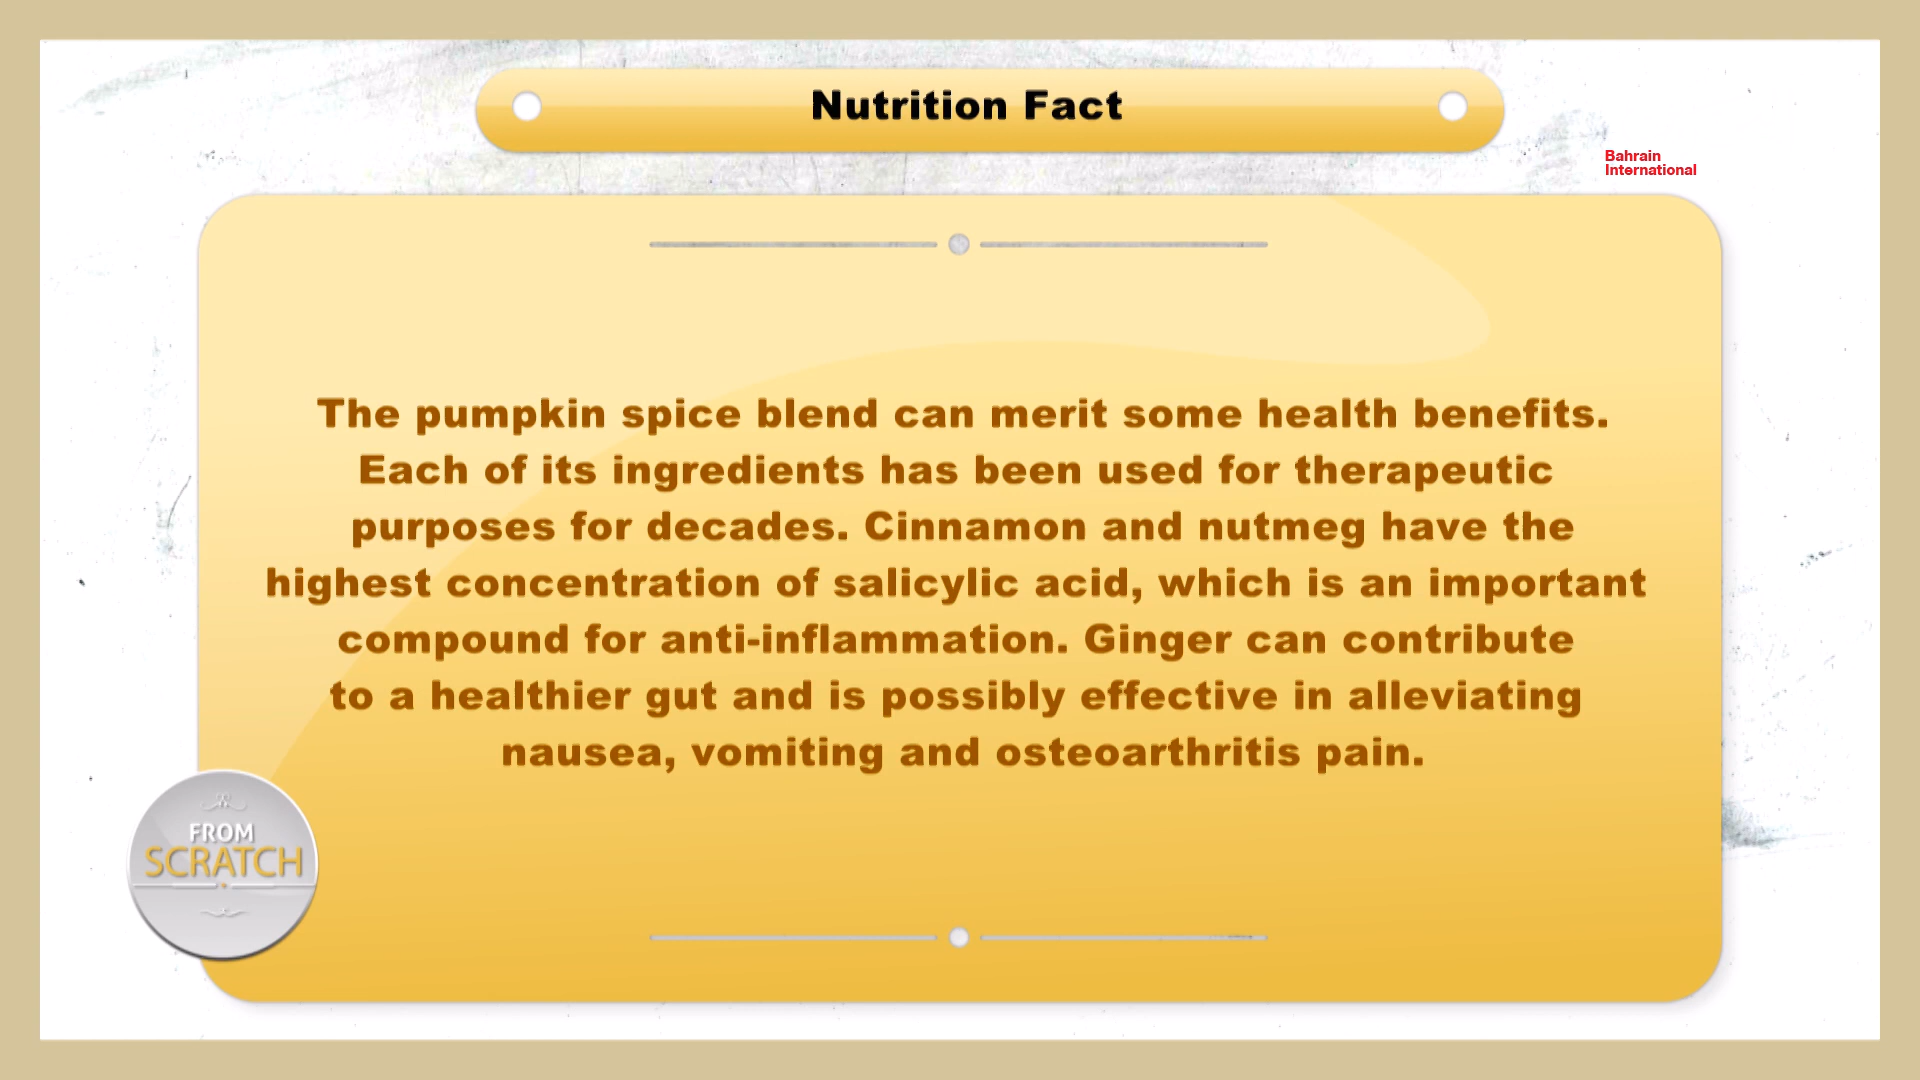 Nutrition Fact
Bahrain
International
The pumpkin spice blend can merit some health benefits.
Each of its ingredients has been used for therapeutic
purposes for decades. Cinnamon and nutmeg have the
highest concentration of salicylic acid, which is an important
compound for anti-inflammation. Ginger can contribute
to a healthier gut and is possibly effective in alleviating
nausea, vomiting and osteoarthritis pain.
FROM
SCRATCH